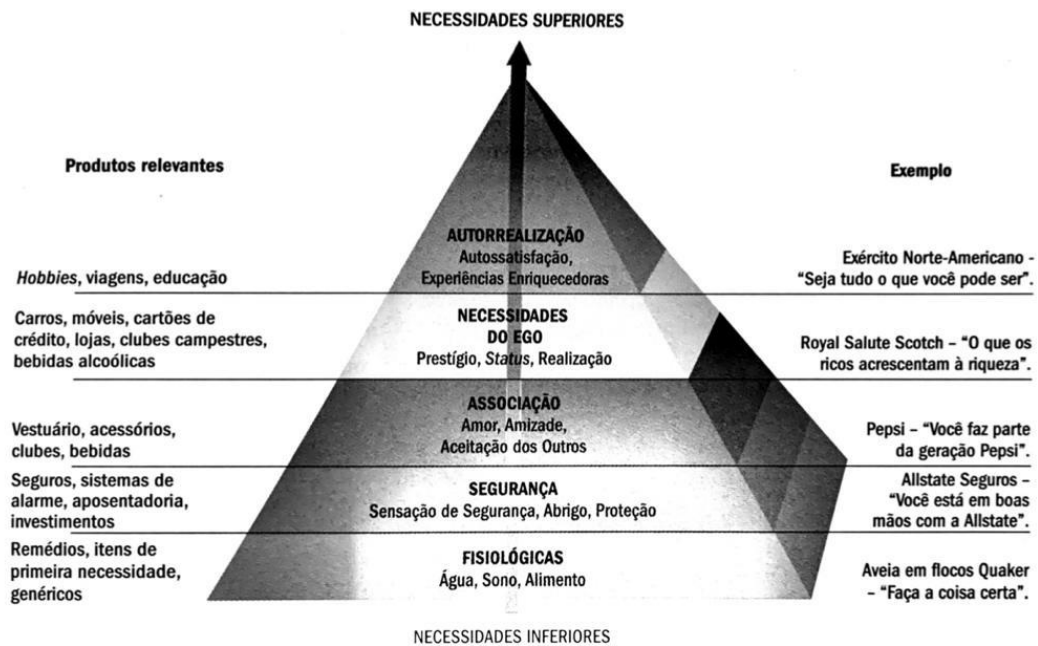 NECESSIDADES SUPERIORES
Produtos relevantes
Exemplo
AUTORREALIZAÇÃO
Autossatisfação,
Experiências Enriquecedoras
Hobbies, viagens, educação
Exército Norte-Americano -
“Seja tudo o que você pode ser”.
Carros, móveis, cartões de
crédito, lojas, clubes campestres,
bebidas alcoólicas
NECESSIDADES
DO EGO
Prestígio, Status, Realização
Royal Salute Scotch – “O que os
ricos acrescentam à riqueza”.
Vestuário, acessórios,
clubes, bebidas
ASSOCIAÇÃO
Amor, Amizade,
Aceitação dos Outros
Pepsi – “Você faz parte
da geração Pepsi”.
Seguros, sistemas de
alarme, aposentadoria,
investimentos
SEGURANÇA
Sensação de Segurança, Abrigo, Proteção
Allstate Seguros –
“Você está em boas
mãos com a Allstate”.
Remédios, itens de
primeira necessidade,
genéricos
FISIOLÓGICAS
Água, Sono, Alimento
Aveia em flocos Quaker
– “Faça a coisa certa”.
NECESSIDADES INFERIORES